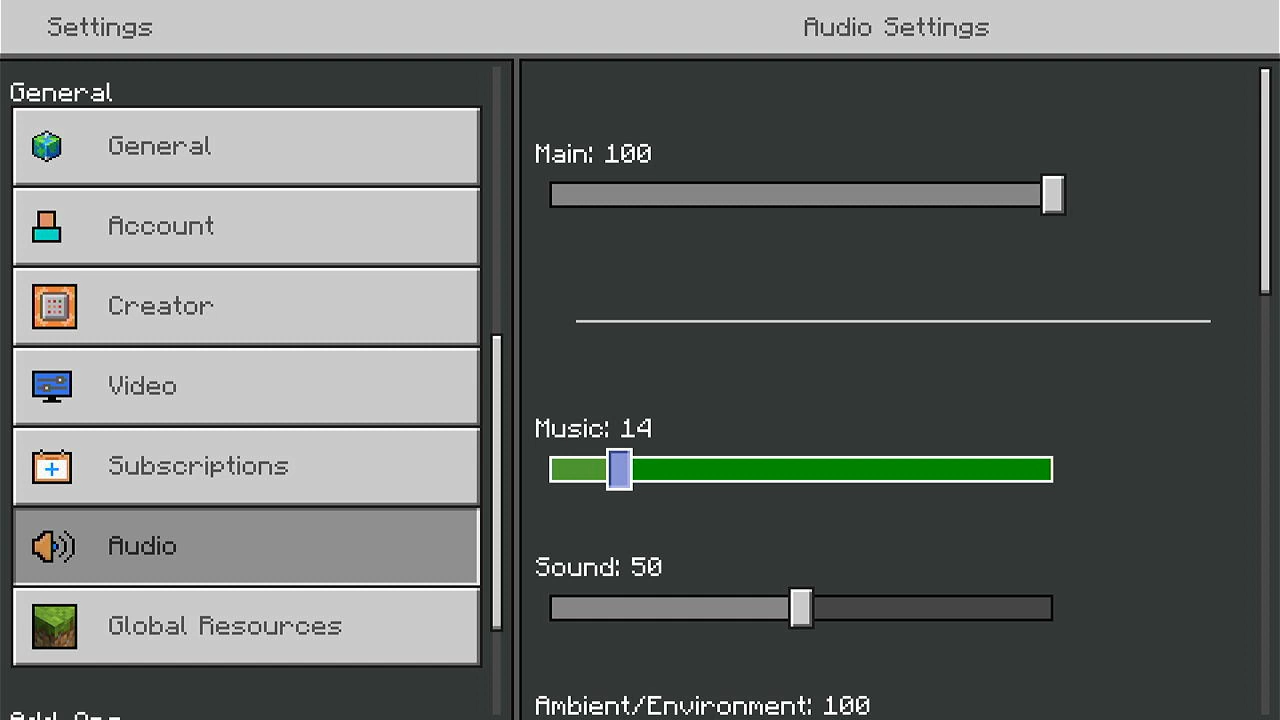 Settings
Audio Settings
General
General
Account
Creator
Video
Subscriptions
Audio
Global Resources
Main: 100
Music: 14
Sound: 50
Ambient/Environment: 100